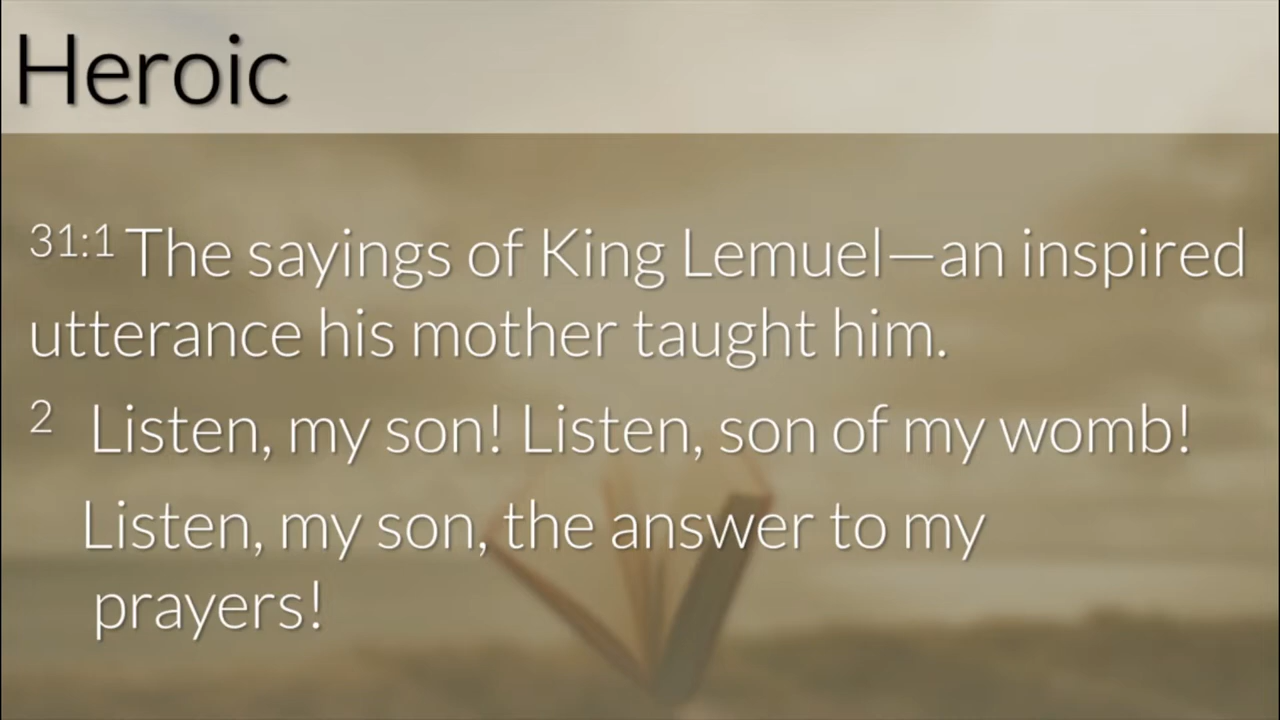 Heroic
31:1 The sayings of King Lemuel—an inspired
utterance his mother taught him.
2 Listen, my son! Listen, son of my womb!
Listen, my son, the answer to my
prayers!